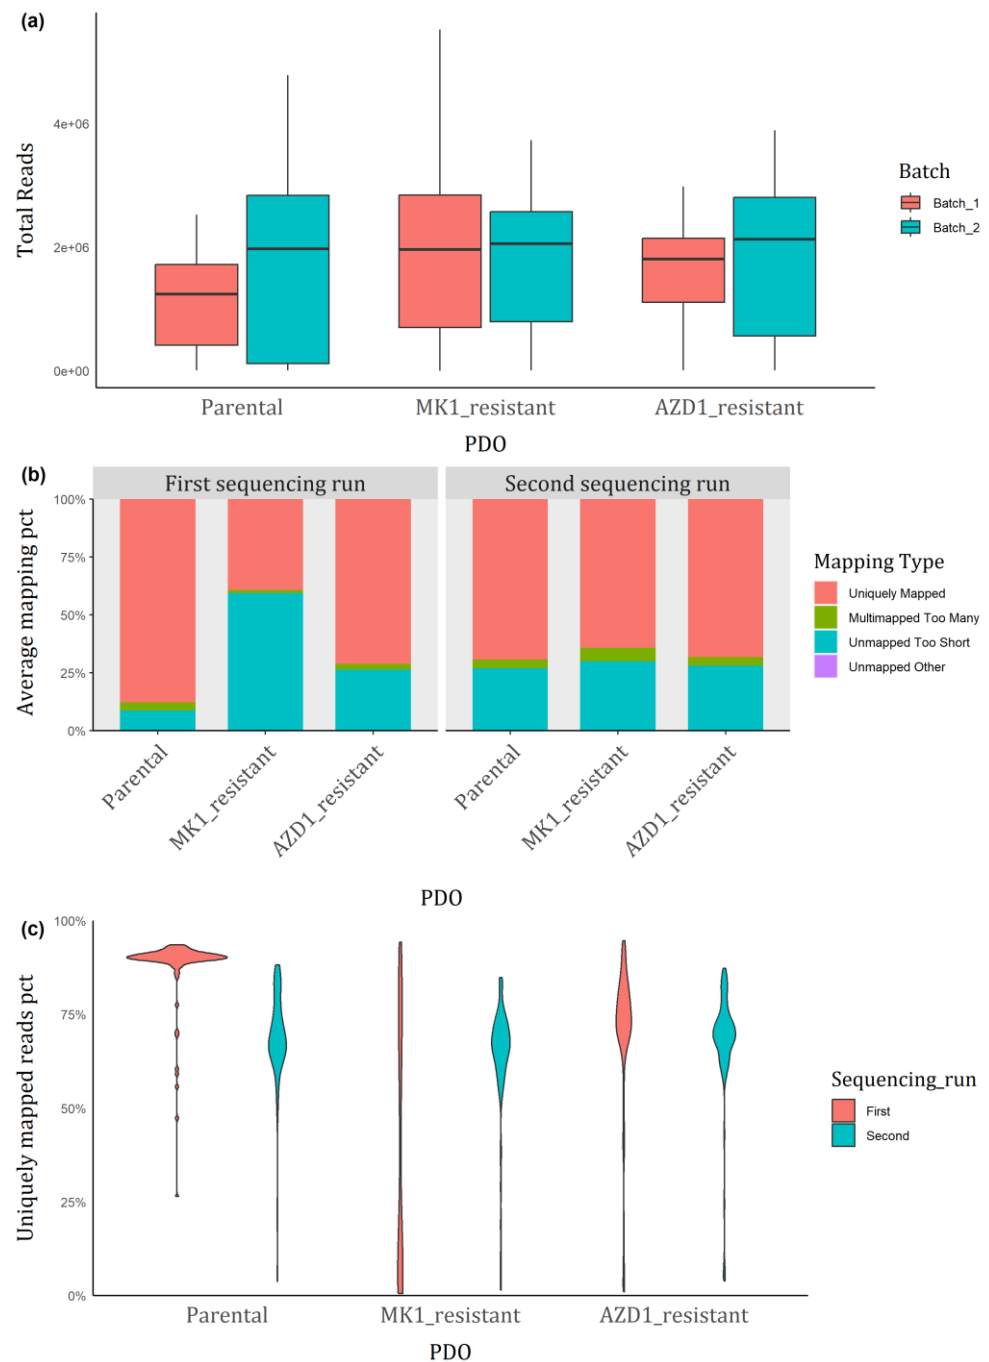 (a)
Total Reads
4e+06
2e+06
0e+00
Parental
MK1_resistant
AZD1_resistant
PDO
Batch
Batch_1
Batch_2
(b)
First sequencing run
Second sequencing run
Average mapping pct
100%
75%
50%
25%
0%
Parental
MK1_resistant
AZD1_resistant
Parental
MK1_resistant
AZD1_resistant
PDO
Mapping Type
Uniquely Mapped
Multimapped Too Many
Unmapped Too Short
Unmapped Other
(c)
Uniquely mapped reads pct
100%
75%
50%
25%
0%
Parental
MK1_resistant
AZD1_resistant
PDO
Sequencing_run
First
Second